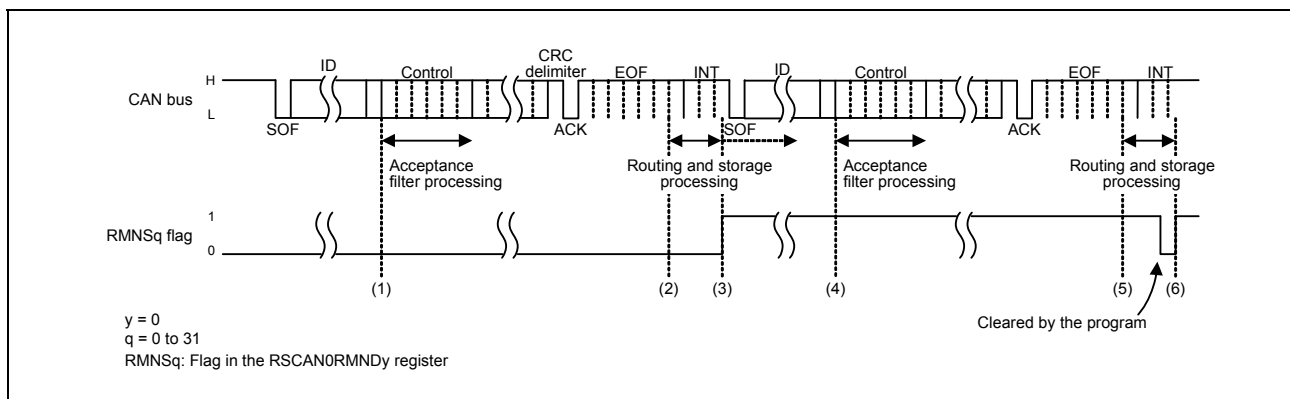 CRC
ID Control delimiter EOF INT ID Control EOF INT
H
CAN bus
L
SOF ACK SOF ACK
Acceptance
filter processing
Routing and storage
processing
Acceptance
filter processing
Routing and storage
processing
1
RMNSq flag
0
(1) (2) (3) (4) (5) (6)
Cleared by the program
y = 0
q = 0 to 31
RMNSq: Flag in the RSCAN0RMNDy register